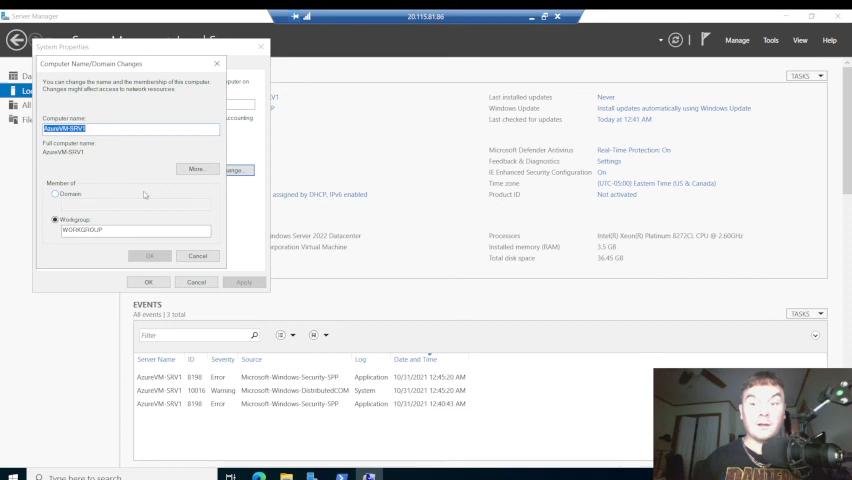 Server Manager
20.115.81.86
Manage Tools View Help
System Properties
Computer Name/Domain Changes
You can change the name and the membership of this computer.
Changes might affect access to network resources.
Computer name:
AzureVM-SRV1
Full computer name:
AzureVM-SRV1
More...
Member of
Domain:
Workgroup:
WORKGROUP
OK Cancel
OK Cancel Apply
TASKS
Last installed updates Never
Windows Update Install updates automatically using Windows Update
Last checked for updates Today at 12:41 AM
Microsoft Defender Antivirus Real-Time Protection: On
Feedback & Diagnostics Settings
IE Enhanced Security Configuration On
Time zone (UTC-05:00) Eastern Time (US & Canada)
Product ID Not activated
assigned by DHCP, IPv6 enabled
Server 2022 Datacenter
Corporation Virtual Machine
Processors Intel(R) Xeon(R) Platinum 8272CL CPU @ 2.60GHz
Installed memory (RAM) 3.5 GB
Total disk space 36.45 GB
EVENTS
All events | 3 total
TASKS
Filter
Server Name ID Severity Source Log Date and Time
AzureVM-SRV1 8198 Error Microsoft-Windows-Security-SPP Application 10/31/2021 12:45:20 AM
AzureVM-SRV1 10016 Warning Microsoft-Windows-DistributedCOM System 10/31/2021 12:45:20 AM
AzureVM-SRV1 8198 Error Microsoft-Windows-Security-SPP Application 10/31/2021 12:40:43 AM
Type here to search